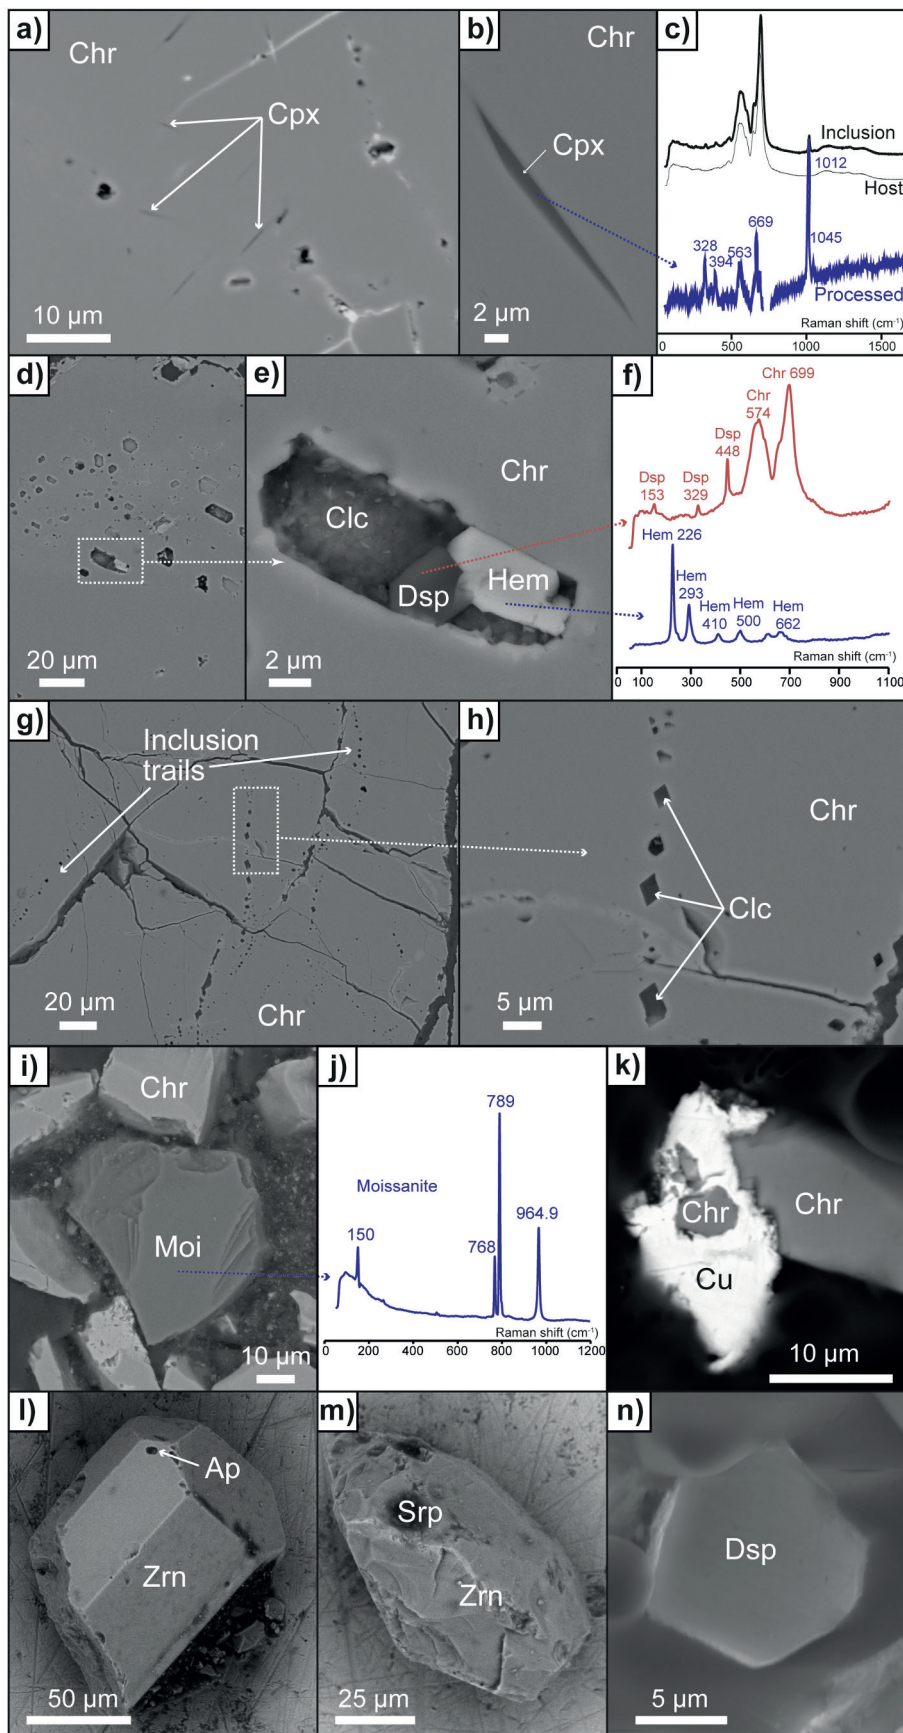 a)
Chr
Cpx
10 µm
b)
Chr
Cpx
2 µm
c)
Inclusion
1012
Host
669
328
563
394
1045
Processed
Raman shift (cm⁻¹)
0 500 1000 1500
d)
20 µm
e)
Chr
Clc
Dsp
Hem
2 µm
f)
Chr 699
Chr
574
Dsp
448
Dsp
153
Dsp
329
Hem 226
Hem
293
Hem
410
Hem
500
Hem
662
Raman shift (cm⁻¹)
0 100 300 500 700 1100
g)
Inclusion
trails
20 µm
Chr
h)
Chr
Clc
5 µm
i)
Chr
Moi
10 µm
j)
789
Moissanite
964.9
150
768
Raman shift (cm⁻¹)
0 200 400 600 800 1000 1200
k)
Chr
Chr
Cu
10 µm
l)
Ap
Zrn
50 µm
m)
Srp
Zrn
25 µm
n)
Dsp
5 µm